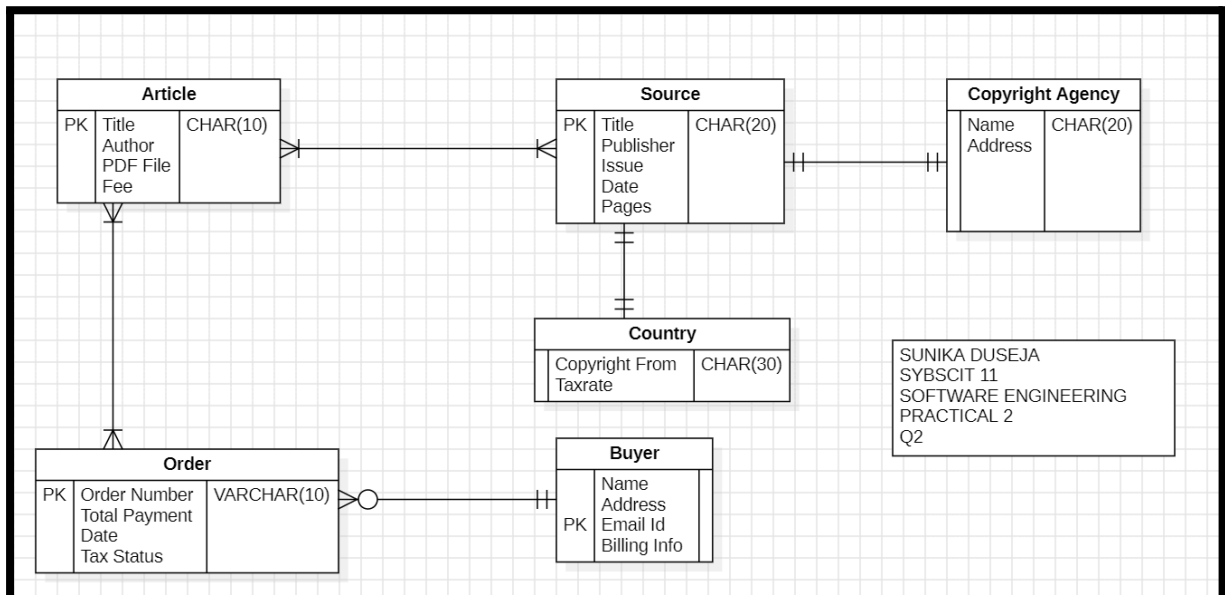 Article
PK Title CHAR(10)
Author
PDF File
Fee
Source
PK Title CHAR(20)
Publisher
Issue
Date
Pages
Copyright Agency
Name CHAR(20)
Address
Country
Copyright From CHAR(30)
Taxrate
SUNIKA DUSEJA
SYBSCIT 11
SOFTWARE ENGINEERING
PRACTICAL 2
Q2
Order
PK Order Number VARCHAR(10)
Total Payment
Date
Tax Status
Buyer
Name
Address
PK Email Id
Billing Info